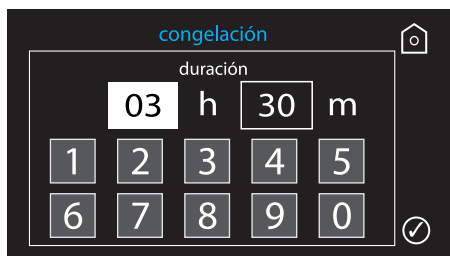 congelación
duración
03 h 30 m
1 2 3 4 5
6 7 8 9 0